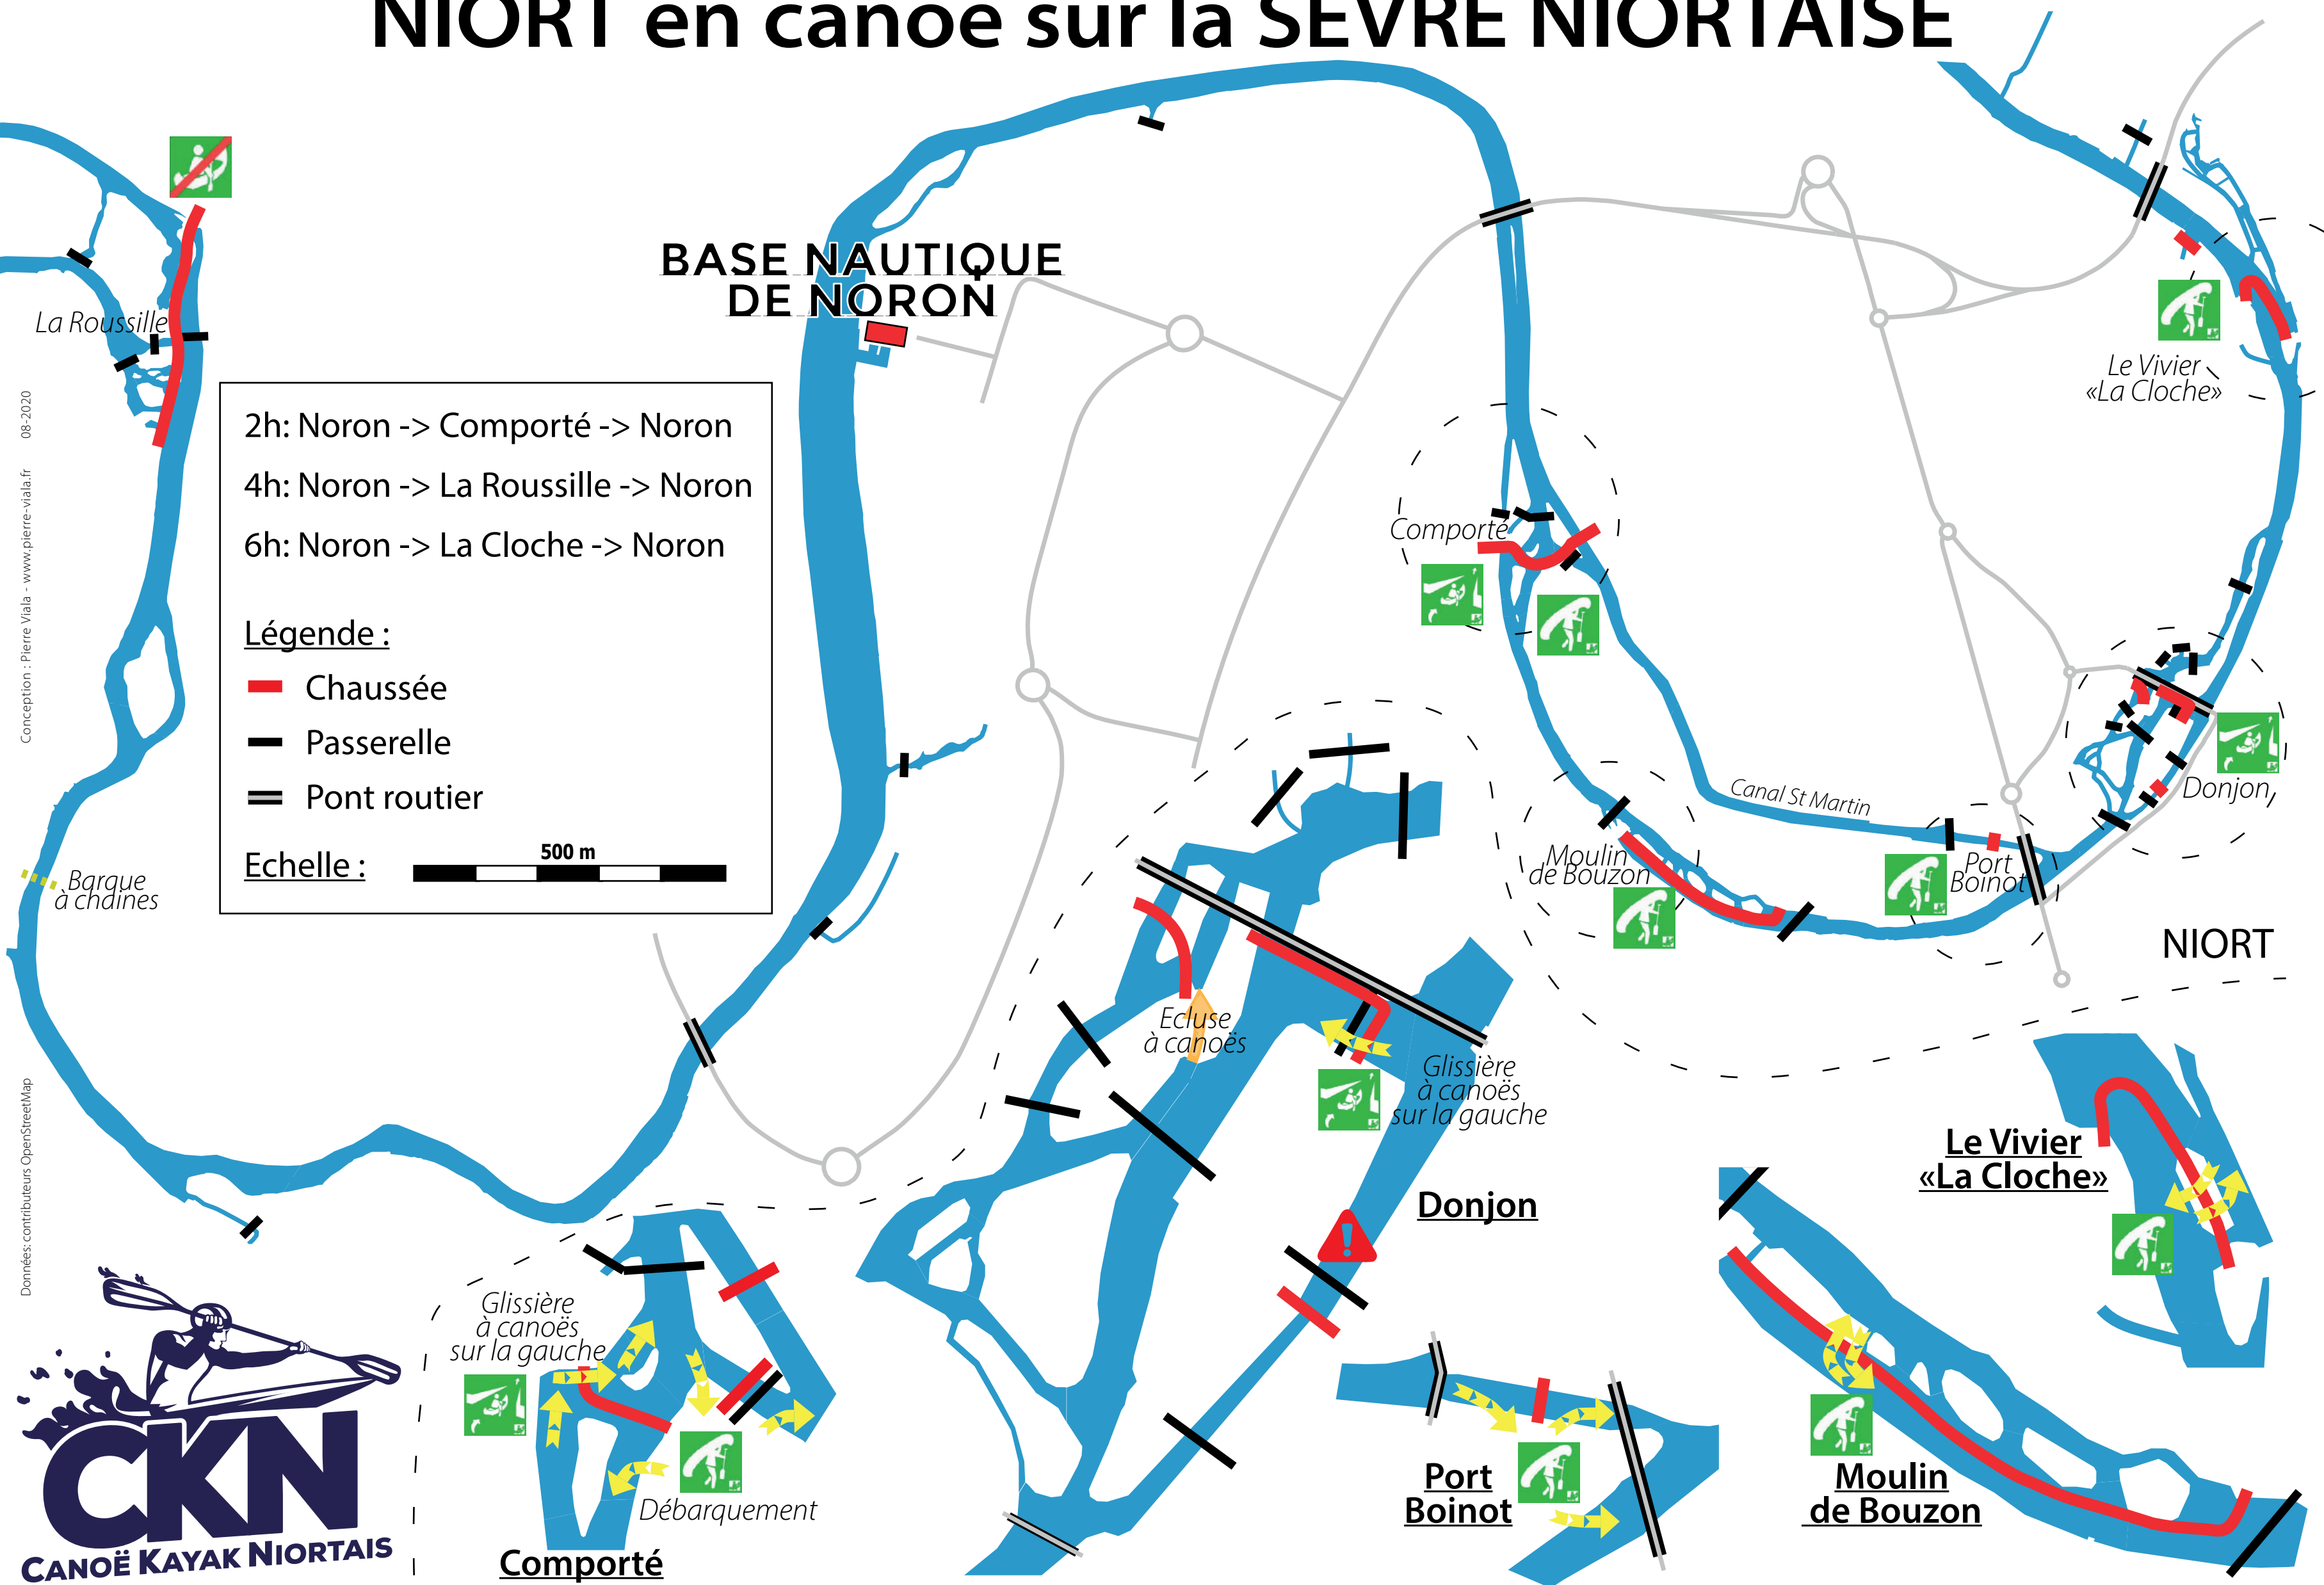 NIORT en canoë sur la SÈVRE NIORTAISE
BASE NAUTIQUE
DE NORON
La Roussille
2h: Noron -> Comporté -> Noron
4h: Noron -> La Roussille -> Noron
6h: Noron -> La Cloche -> Noron
Légende :
Chaussée
Passerelle
Pont routier
Echelle :
500 m
Barque
à chaînes
Conception : Pierre Viala - www.pierre-viala.fr 08-2020
Données: contributeurs OpenStreetMap
Le Vivier
«La Cloche»
Comporté
Canal St Martin
Moulin
de Bouzon
Port
Boinot
Donjon
NIORT
Ecluse
à canoës
Glissière
à canoës
sur la gauche
Donjon
Le Vivier
«La Cloche»
Glissière
à canoës
sur la gauche
Débarquement
Comporté
Port
Boinot
Moulin
de Bouzon
CKN
CANOË KAYAK NIORTAIS